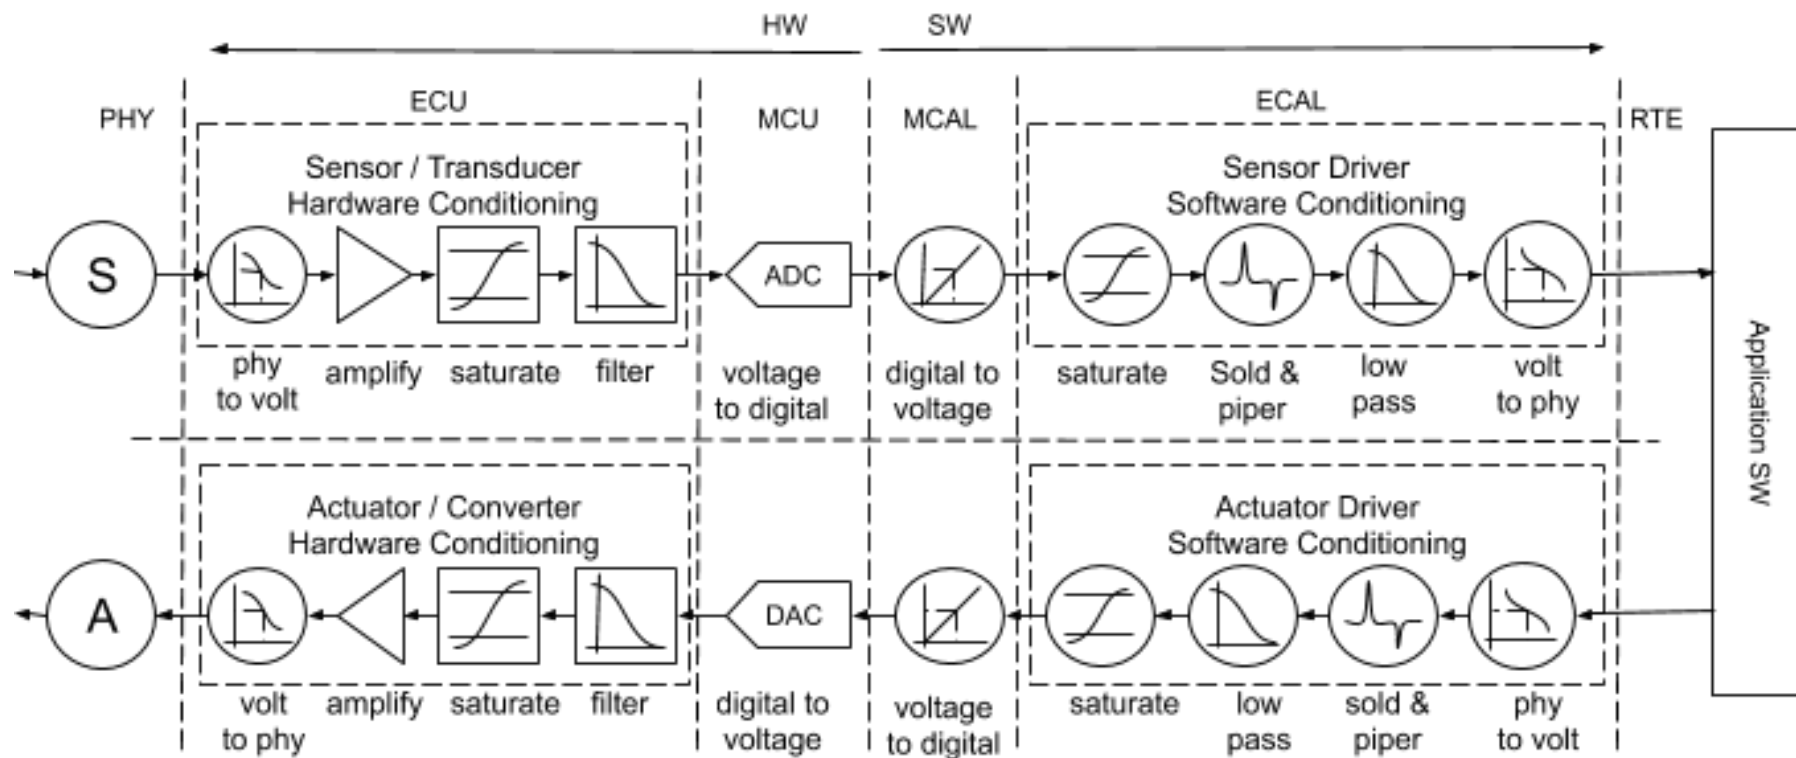 HW
SW
PHY
ECU
MCU
MCAL
ECAL
RTE
Sensor / Transducer
Hardware Conditioning
Sensor Driver
Software Conditioning
S
ADC
phy
to volt
amplify
saturate
filter
voltage
to digital
digital to
voltage
saturate
Sold &
piper
low
pass
volt
to phy
Application SW
Actuator / Converter
Hardware Conditioning
Actuator Driver
Software Conditioning
A
DAC
volt
to phy
amplify
saturate
filter
digital to
voltage
voltage
to digital
saturate
low
pass
sold &
piper
phy
to volt